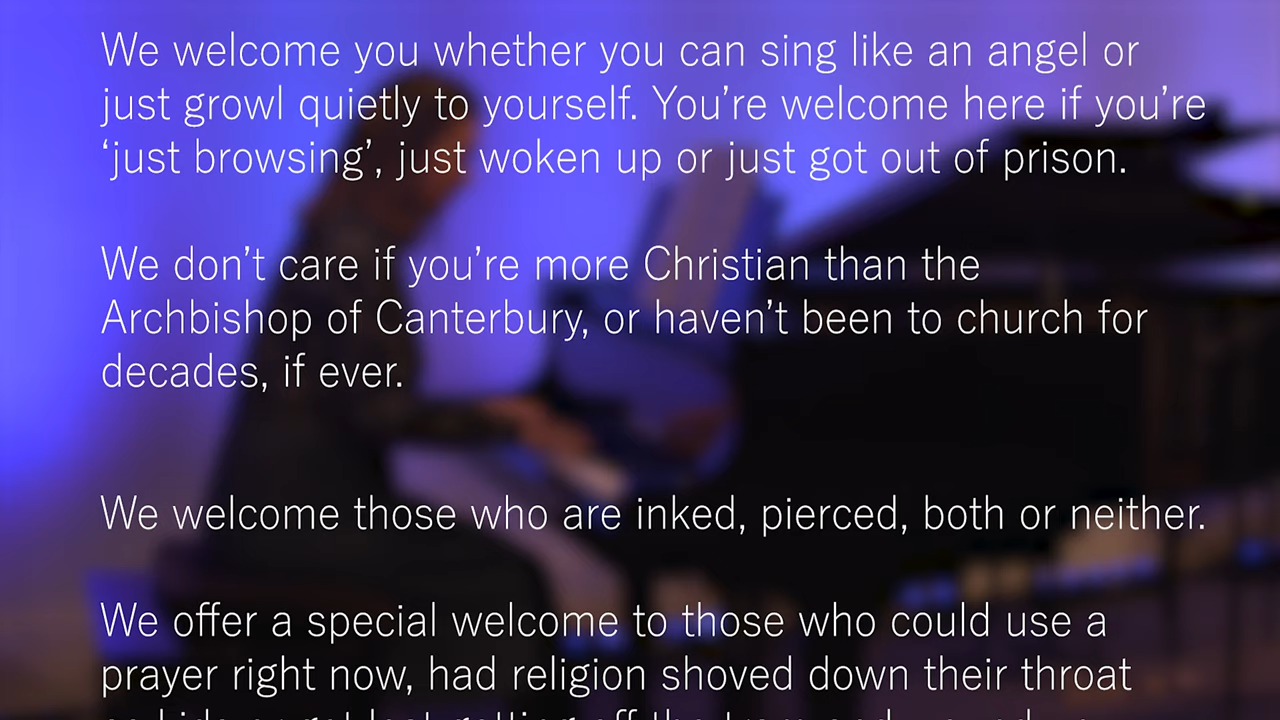 We welcome you whether you can sing like an angel or
just growl quietly to yourself. You’re welcome here if you’re
‘just browsing’, just woken up or just got out of prison.
We don’t care if you’re more Christian than the
Archbishop of Canterbury, or haven’t been to church for
decades, if ever.
We welcome those who are inked, pierced, both or neither.
We offer a special welcome to those who could use a
prayer right now, had religion shoved down their throat